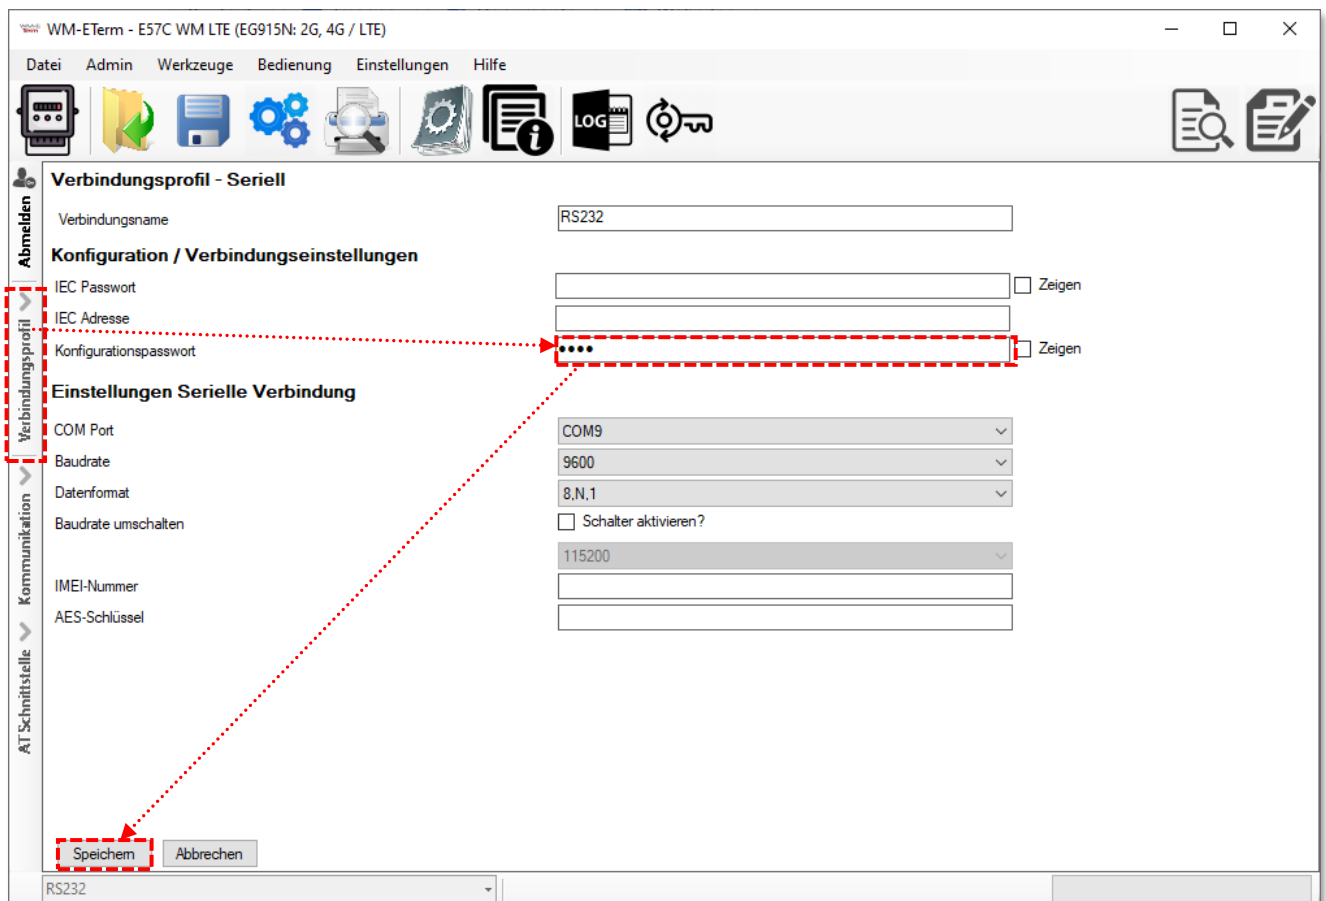 WM-ETerm - E57C WM LTE (EG915N: 2G, 4G / LTE)
Datei Admin Werkzeuge Bedienung Einstellungen Hilfe
LOG
Abmelden
Verbindungsprofil
Kommunikation
AT Schnittstelle
Verbindungsprofil - Seriell
Verbindungsname RS232
Konfiguration / Verbindungseinstellungen
IEC Passwort Zeigen
IEC Adresse
Konfigurationspasswort •••• Zeigen
Einstellungen Serielle Verbindung
COM Port COM9
Baudrate 9600
Datenformat 8,N,1
Baudrate umschalten Schalter aktivieren?
115200
IMEI-Nummer
AES-Schlüssel
Speichern Abbrechen
RS232